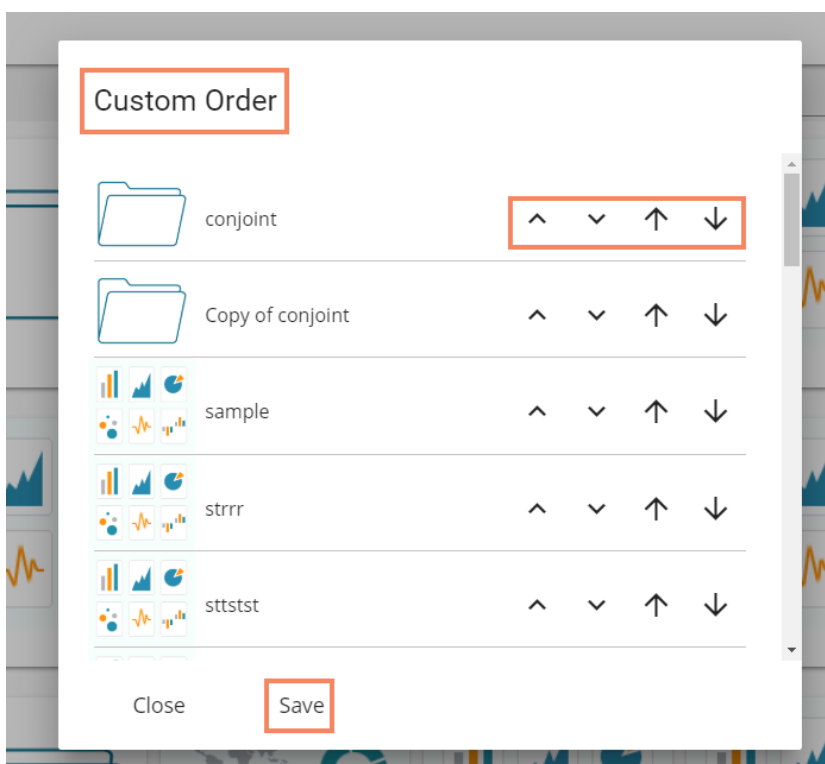 Custom Order
conjoint
Copy of conjoint
sample
strrr
sttstst
Close Save